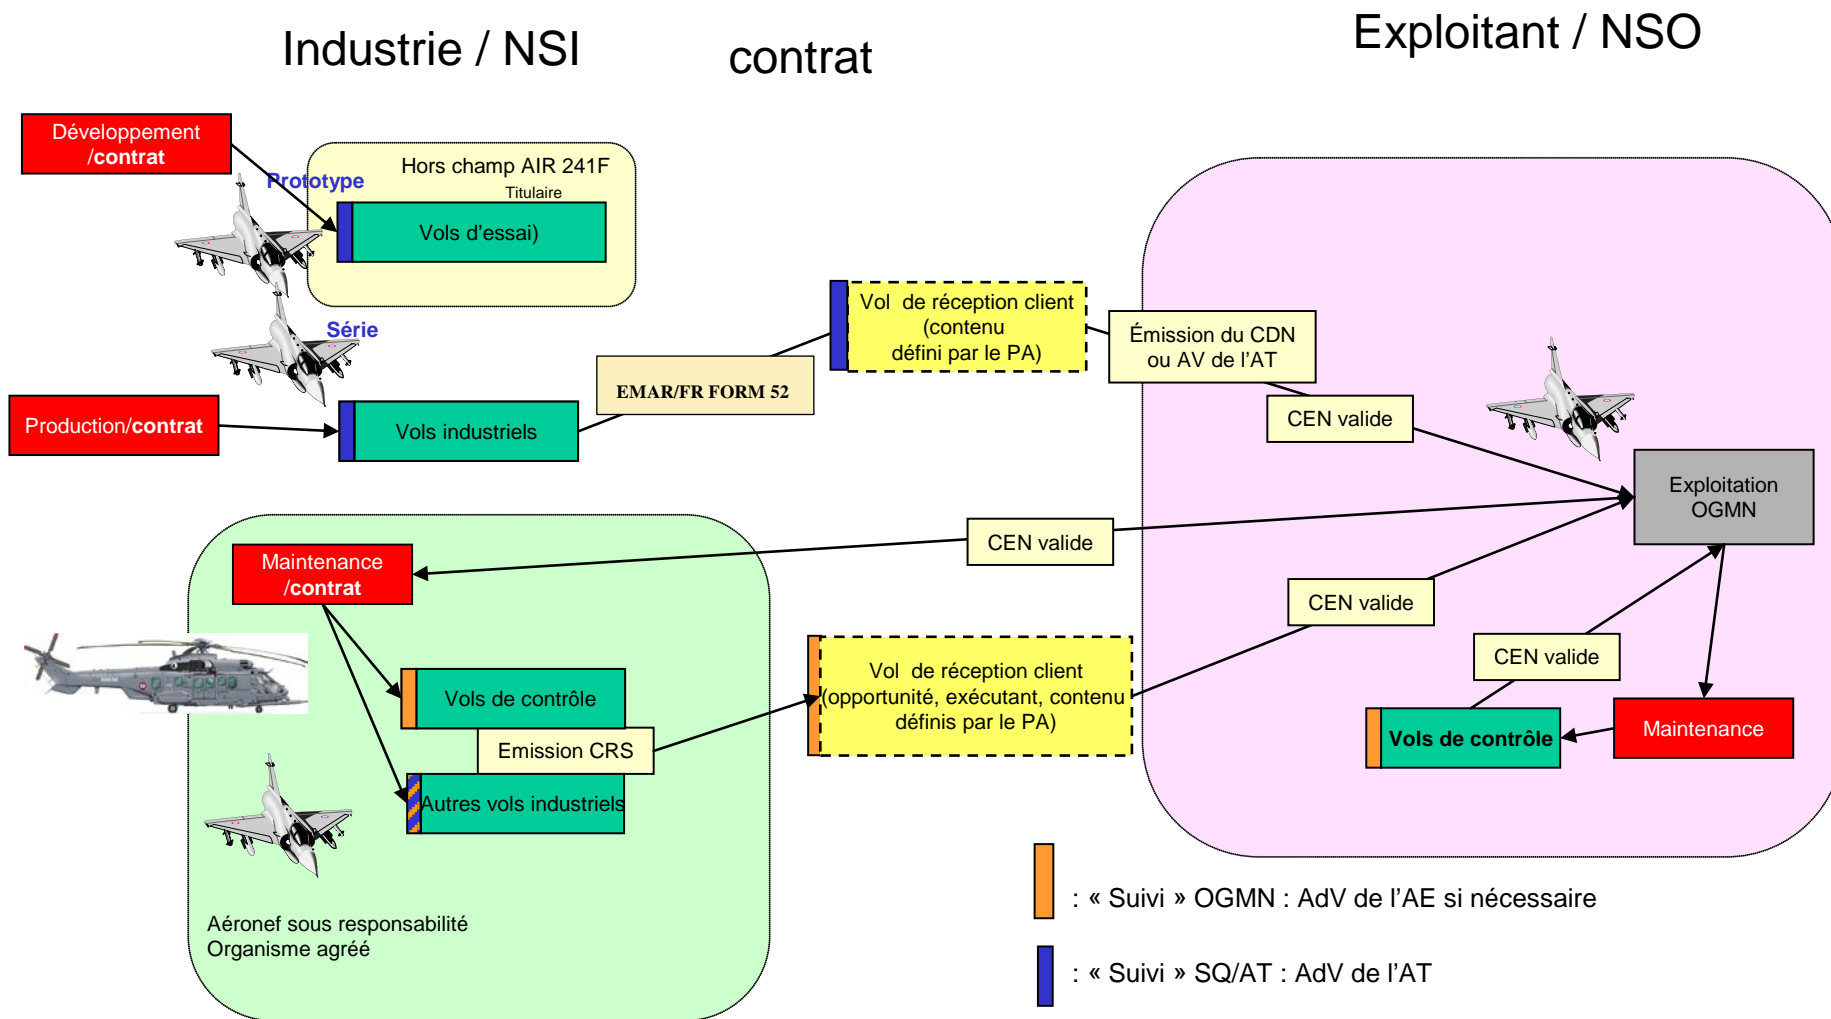 Industrie / NSI
contrat
Exploitant / NSO
Développement
/contrat
Hors champ AIR 241F
Prototype
Titulaire
Vols d'essai)
Série
Vol de réception client
(contenu
défini par le PA)
Émission du CDN
ou AV de l'AT
EMAR/FR FORM 52
CEN valide
Production/contrat
Vols industriels
Exploitation
OGMN
CEN valide
Maintenance
/contrat
CEN valide
CEN valide
Vol de réception client
(opportunité, exécutant, contenu
définis par le PA)
Vols de contrôle
Emission CRS
Autres vols industriels
Vols de contrôle
Maintenance
Aéronef sous responsabilité
Organisme agréé
: « Suivi » OGMN : AdV de l'AE si nécessaire
: « Suivi » SQ/AT : AdV de l'AT